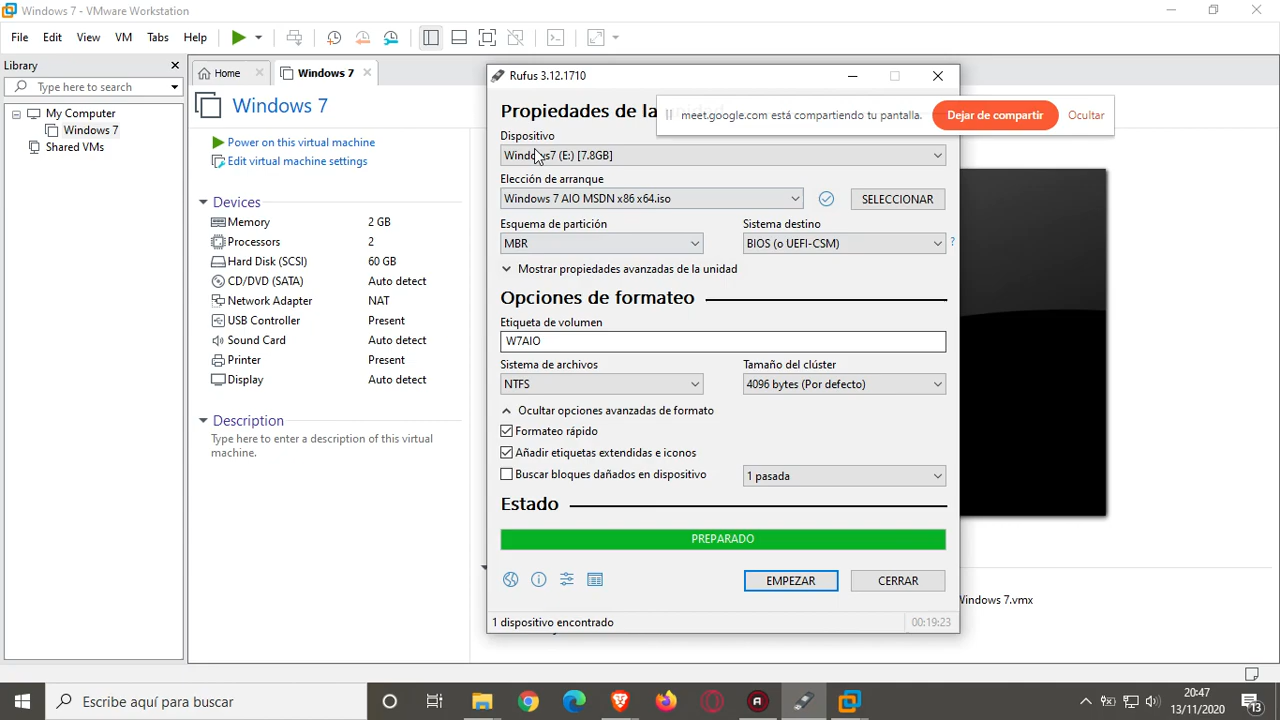 Windows 7 - VMware Workstation
File Edit View VM Tabs Help
Library
Type here to search
My Computer
Windows 7
Shared VMs
Home
Windows 7
Windows 7
Power on this virtual machine
Edit virtual machine settings
Devices
Memory 2 GB
Processors 2
Hard Disk (SCSI) 60 GB
CD/DVD (SATA) Auto detect
Network Adapter NAT
USB Controller Present
Sound Card Auto detect
Printer Present
Display Auto detect
Description
Type here to enter a description of this virtual
machine.
Rufus 3.12.1710
Propiedades de la
meet.google.com está compartiendo tu pantalla. Dejar de compartir Ocultar
Dispositivo
Windows7 (E:) [7.8GB]
Elección de arranque
Windows 7 AIO MSDN x86 x64.iso SELECCIONAR
Esquema de partición Sistema destino
MBR BIOS (o UEFI-CSM) ?
Mostrar propiedades avanzadas de la unidad
Opciones de formateo
Etiqueta de volumen
W7AIO
Sistema de archivos Tamaño del clúster
NTFS 4096 bytes (Por defecto)
Ocultar opciones avanzadas de formato
Formateo rápido
Añadir etiquetas extendidas e iconos
Buscar bloques dañados en dispositivo 1 pasada
Estado
PREPARADO
EMPEZAR CERRAR
1 dispositivo encontrado 00:19:23
Windows 7.vmx
Escribe aquí para buscar
20:47
13/11/2020
13